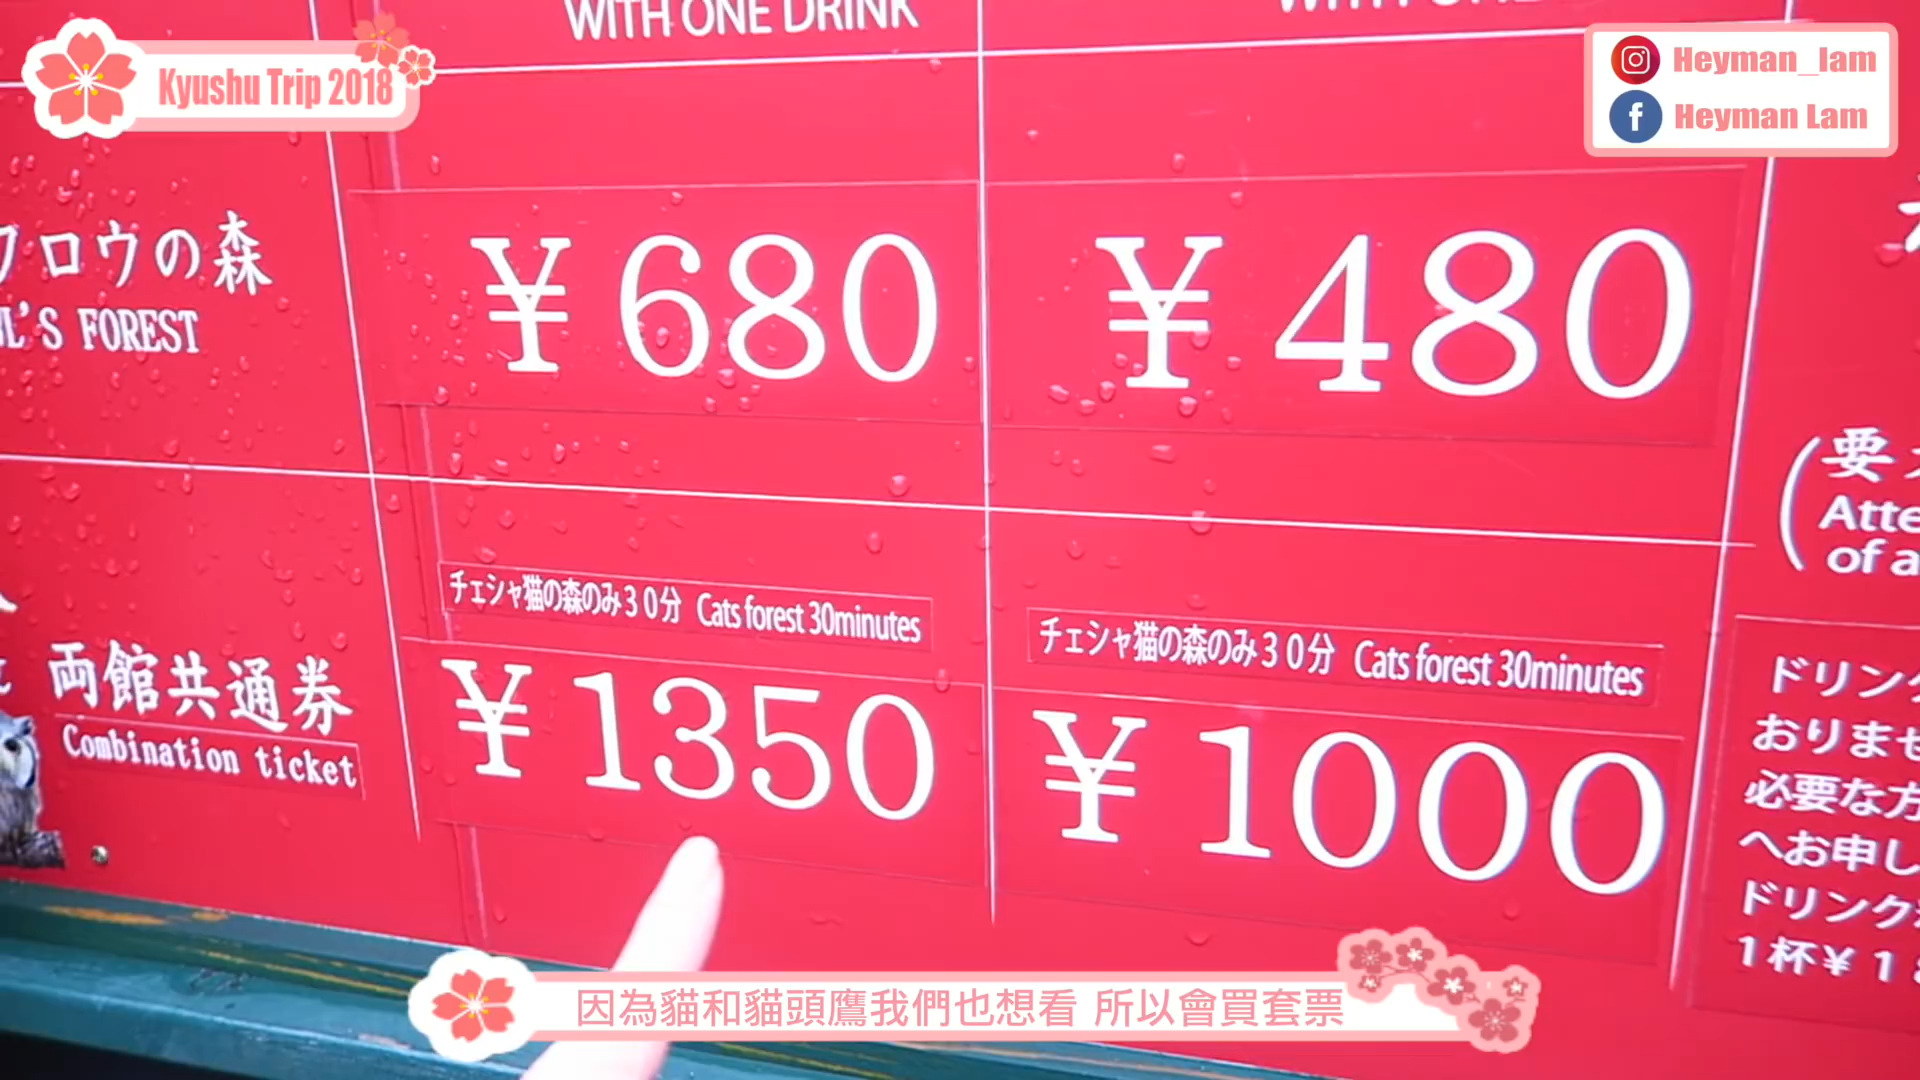 WITH ONE DRINK
Kyushu Trip 2018
Heyman_lam
Heyman Lam
フロウの森
L'S FOREST
¥680
¥480
チェシャ猫の森のみ30分 Cats forest 30minutes
チェシャ猫の森のみ30分 Cats forest 30minutes
両館共通券
Combination ticket
¥1350
¥1000
(要
Atte
of a
ドリンク
おりませ
必要な方
へお申し
ドリンク
1杯¥1
因為貓和貓頭鷹我們也想看 所以會買套票